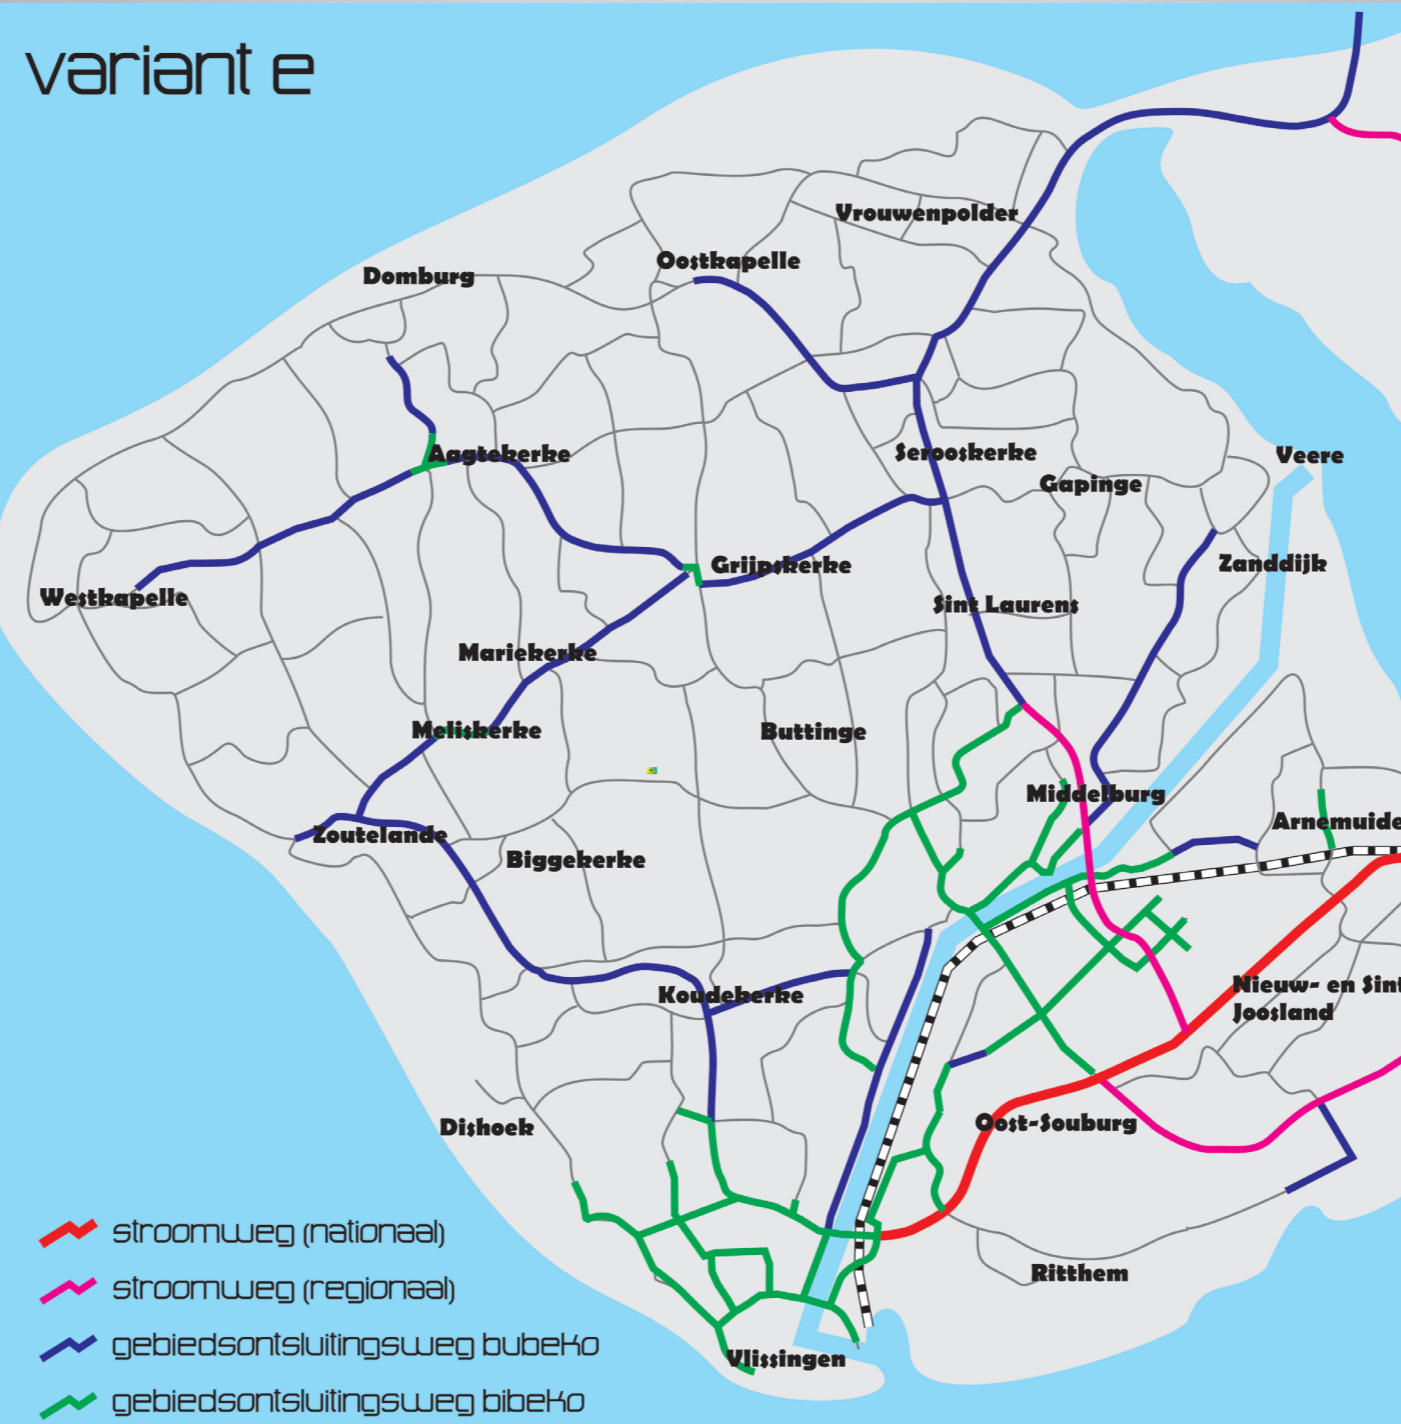 variant e
Vrouwenpolder
Oostkapelle
Domburg
Aagtekerke
Serooskerke
Veere
Gapinge
Grijpskerke
Zanddijk
Westkapelle
Sint Laurens
Mariekerke
Meliskerke
Buttinge
Middelburg
Arnemuide
Zoutelande
Biggekerke
Nieuw- en Sint
Joosland
Koudekerke
Oost-Souburg
Dishoek
stroomweg (nationaal)
Ritthem
stroomweg (regionaal)
gebiedsontsluitingsweg bubeko
Vlissingen
gebiedsontsluitingsweg bibeko